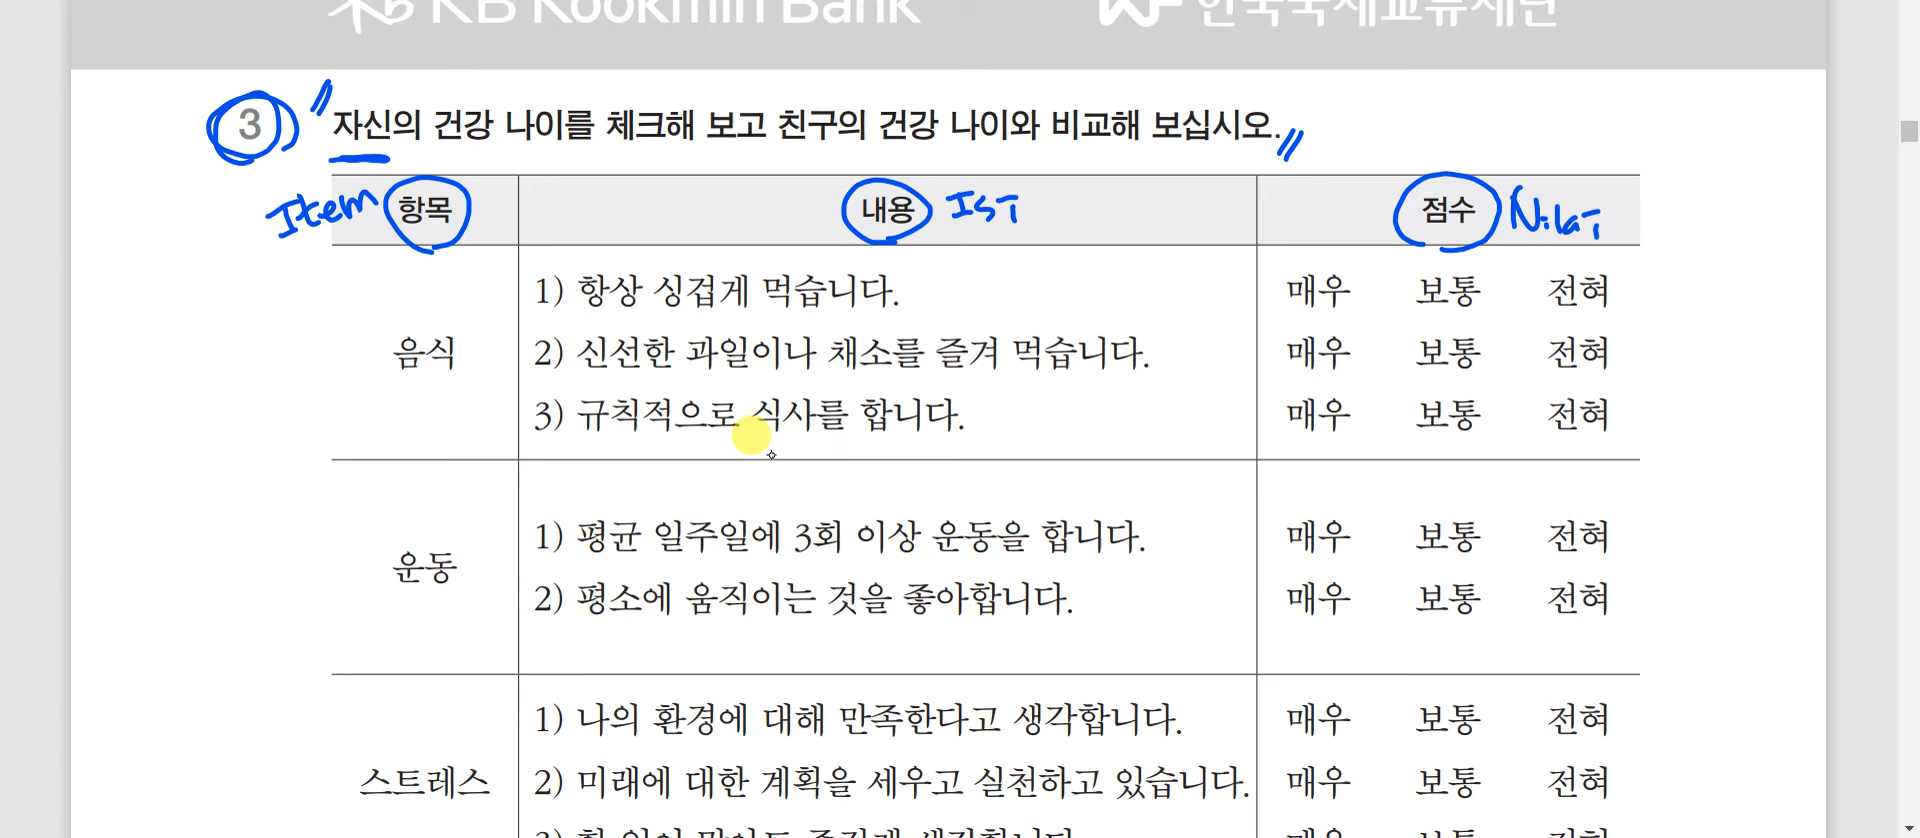 KB Kookmin Bank 한국국제교류재단
3 자신의 건강 나이를 체크해 보고 친구의 건강 나이와 비교해 보십시오.
Item 항목 내용 ISI 점수 Nilai
1) 항상 싱겁게 먹습니다. 매우 보통 전혀
음식 2) 신선한 과일이나 채소를 즐겨 먹습니다. 매우 보통 전혀
3) 규칙적으로 식사를 합니다. 매우 보통 전혀
1) 평균 일주일에 3회 이상 운동을 합니다. 매우 보통 전혀
운동
2) 평소에 움직이는 것을 좋아합니다. 매우 보통 전혀
1) 나의 환경에 대해 만족한다고 생각합니다. 매우 보통 전혀
스트레스 2) 미래에 대한 계획을 세우고 실천하고 있습니다. 매우 보통 전혀